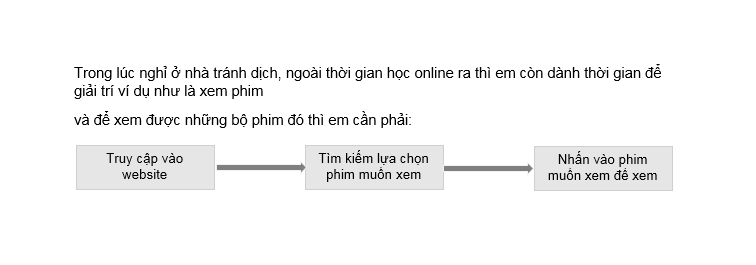 Trong lúc nghỉ ở nhà tránh dịch, ngoài thời gian học online ra thì em còn dành thời gian để
giải trí ví dụ như là xem phim
và để xem được những bộ phim đó thì em cần phải:
Truy cập vào
website
Tìm kiếm lựa chọn
phim muốn xem
Nhấn vào phim
muốn xem để xem